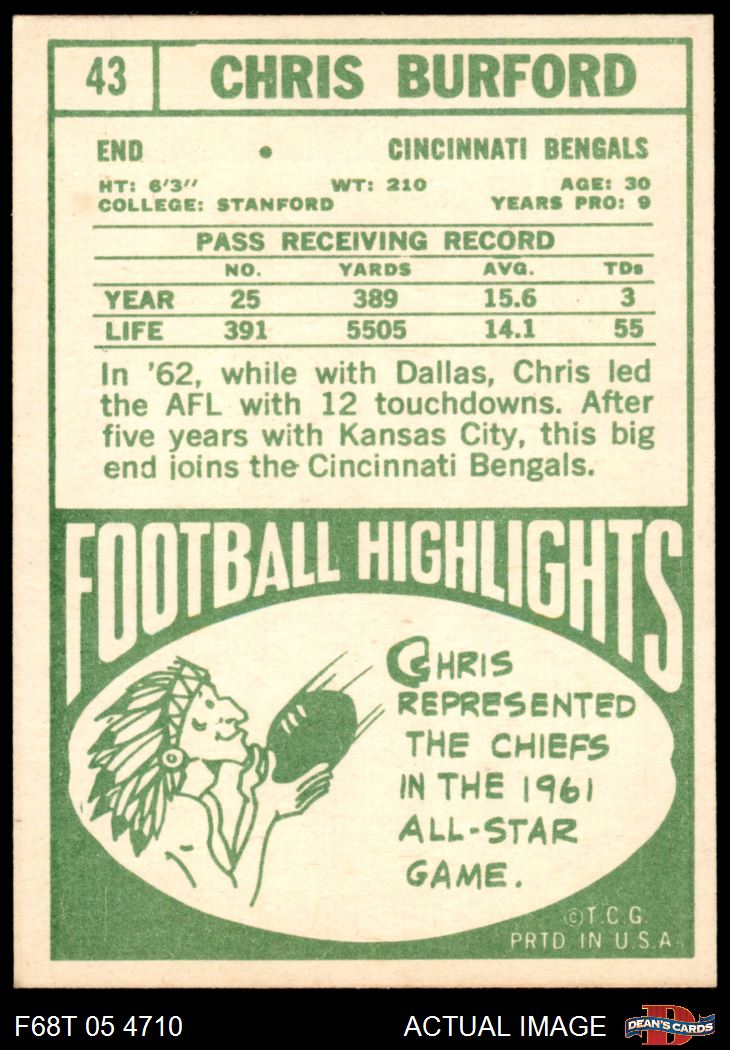 43 CHRIS BURFORD
END • CINCINNATI BENGALS
HT: 6'3" WT: 210 AGE: 30
COLLEGE: STANFORD YEARS PRO: 9
PASS RECEIVING RECORD
NO. YARDS AVG. TDs
YEAR 25 389 15.6 3
LIFE 391 5505 14.1 55
In '62, while with Dallas, Chris led
the AFL with 12 touchdowns. After
five years with Kansas City, this big
end joins the Cincinnati Bengals.
FOOTBALL HIGHLIGHTS
CHRIS
REPRESENTED
THE CHIEFS
IN THE 1961
ALL-STAR
GAME.
©T.C.G.
PRTD IN U.S.A.
F68T 05 4710 ACTUAL IMAGE D DEAN'S CARDS